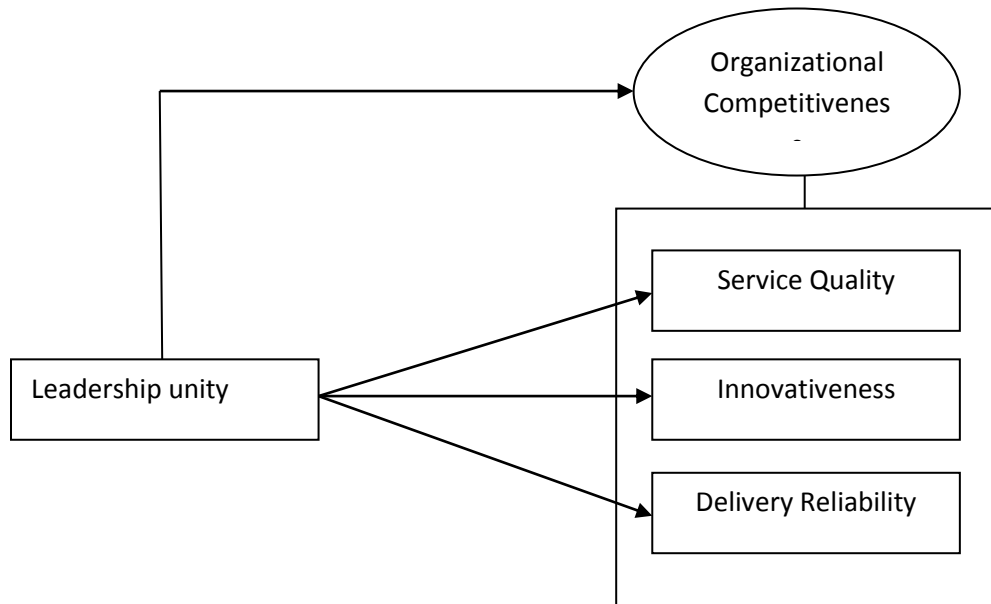 Organizational
Competitivenes
Service Quality
Leadership unity
Innovativeness
Delivery Reliability